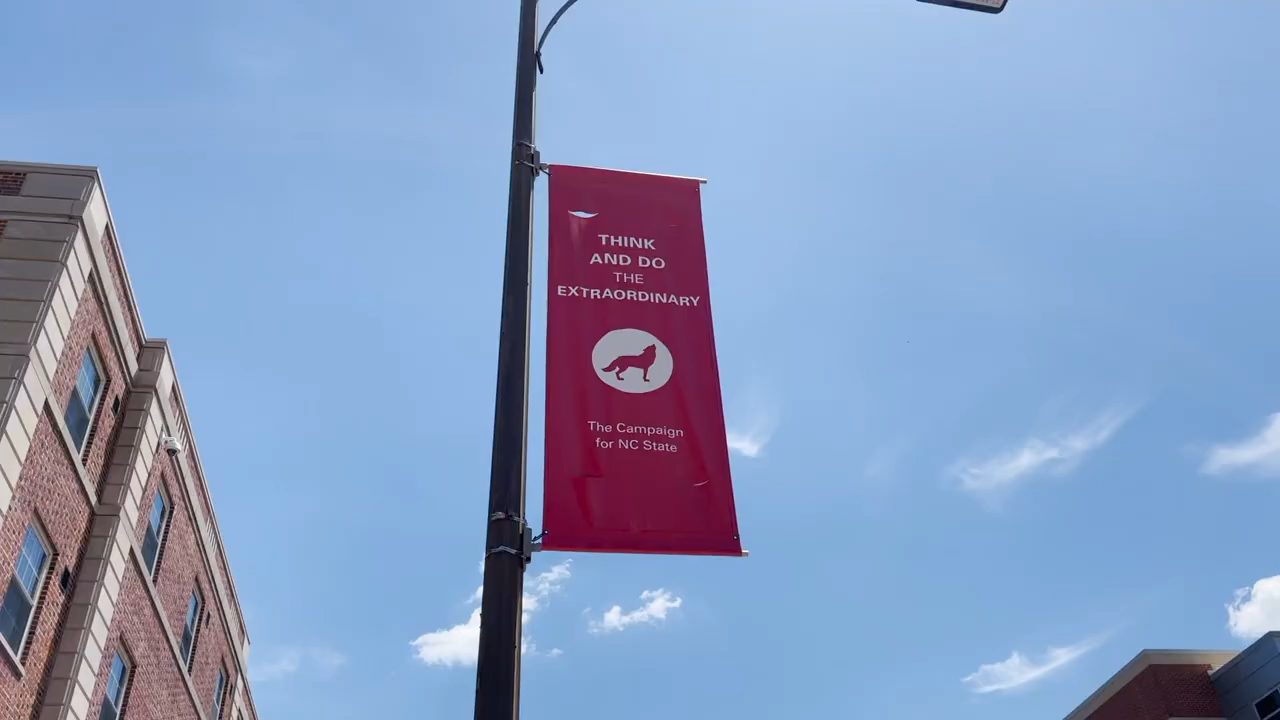 THINK
AND DO
THE
EXTRAORDINARY
The Campaign
for NC State